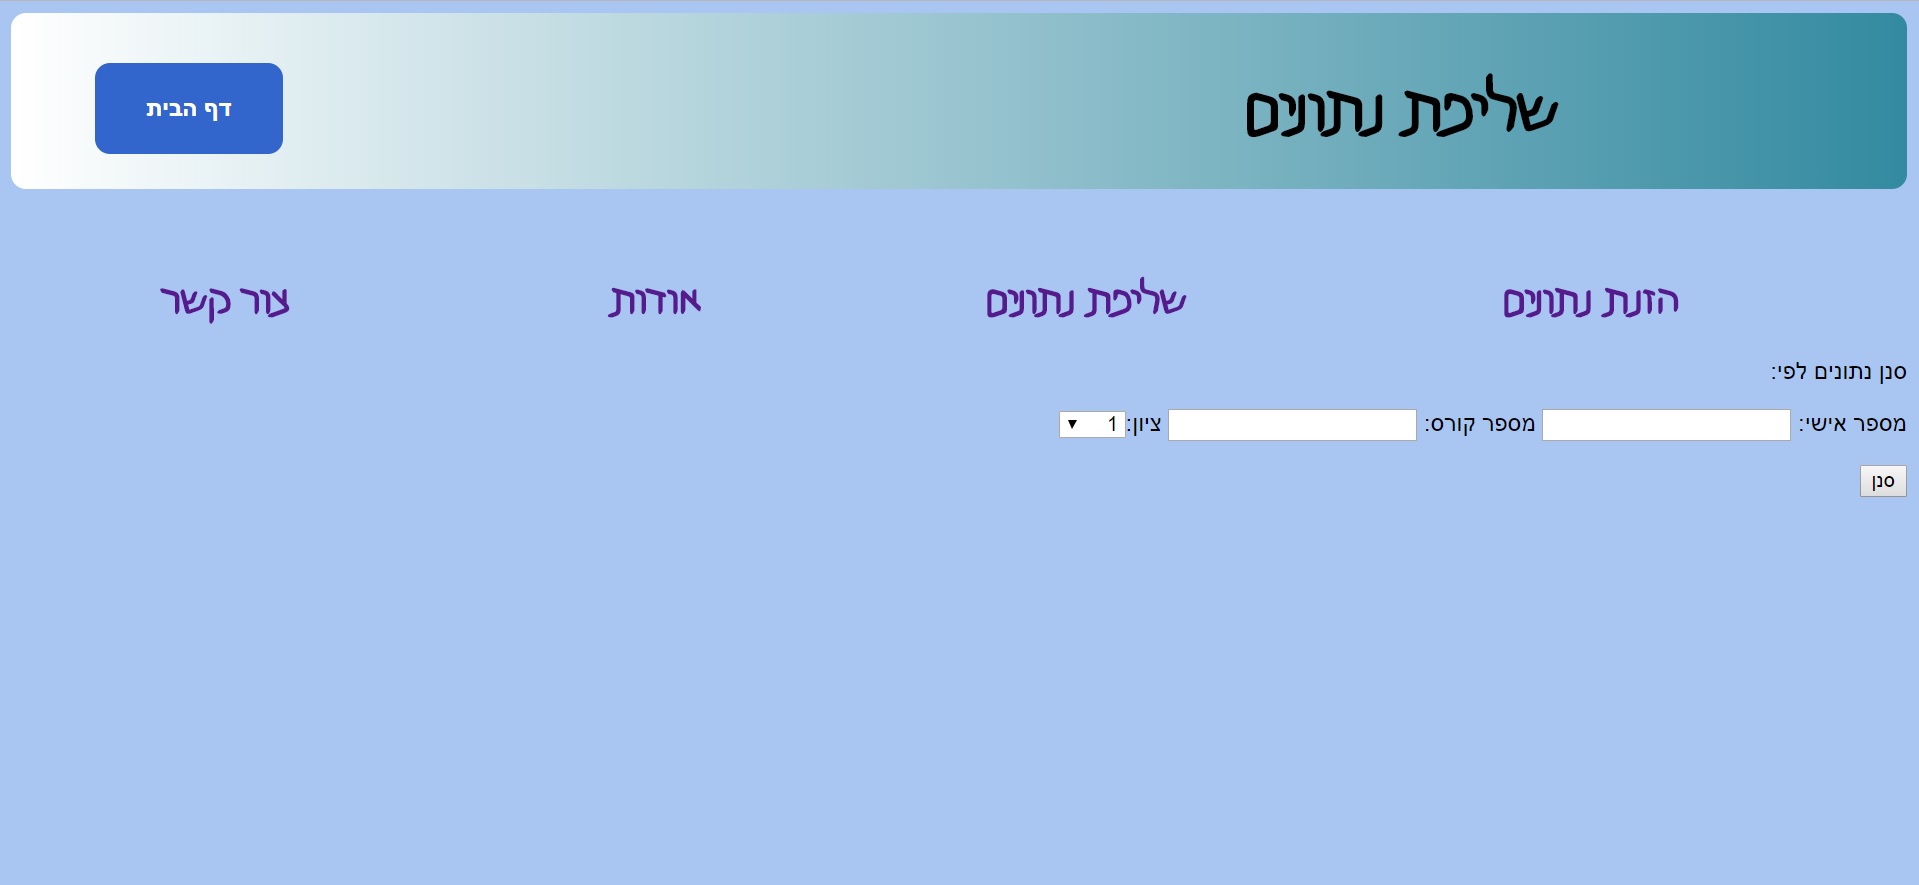 שליפת נתונים
דף הבית
הזנת נתונים שליפת נתונים אודות צור קשר
סנן נתונים לפי:
מספר אישי: מספר קורס: ציון: 1
סנן